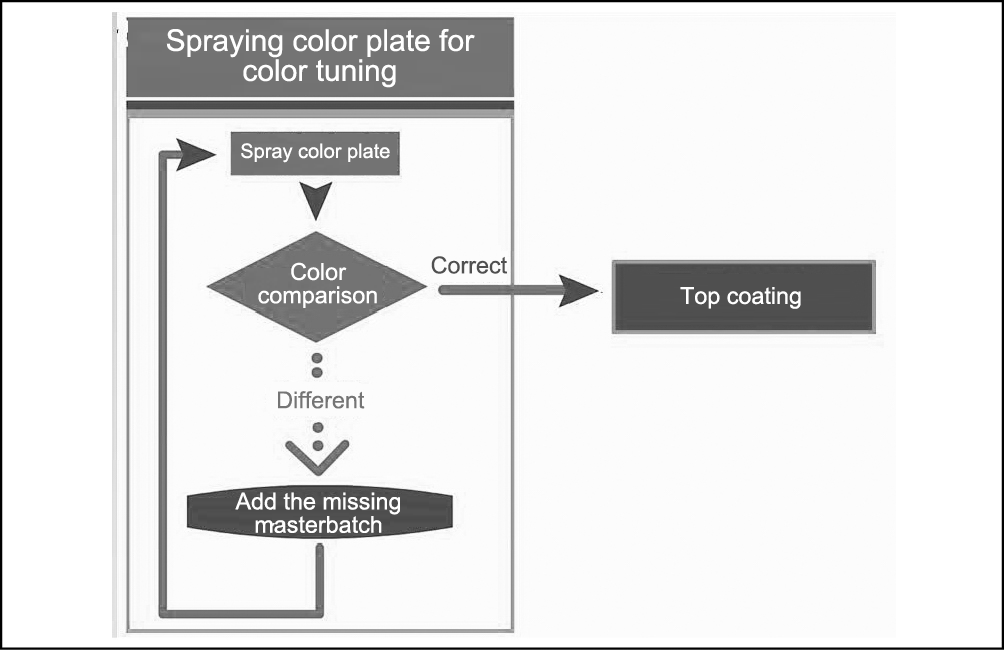 Spraying color plate for
color tuning
Spray color plate
Color
comparison
Correct
Top coating
Different
Add the missing
masterbatch